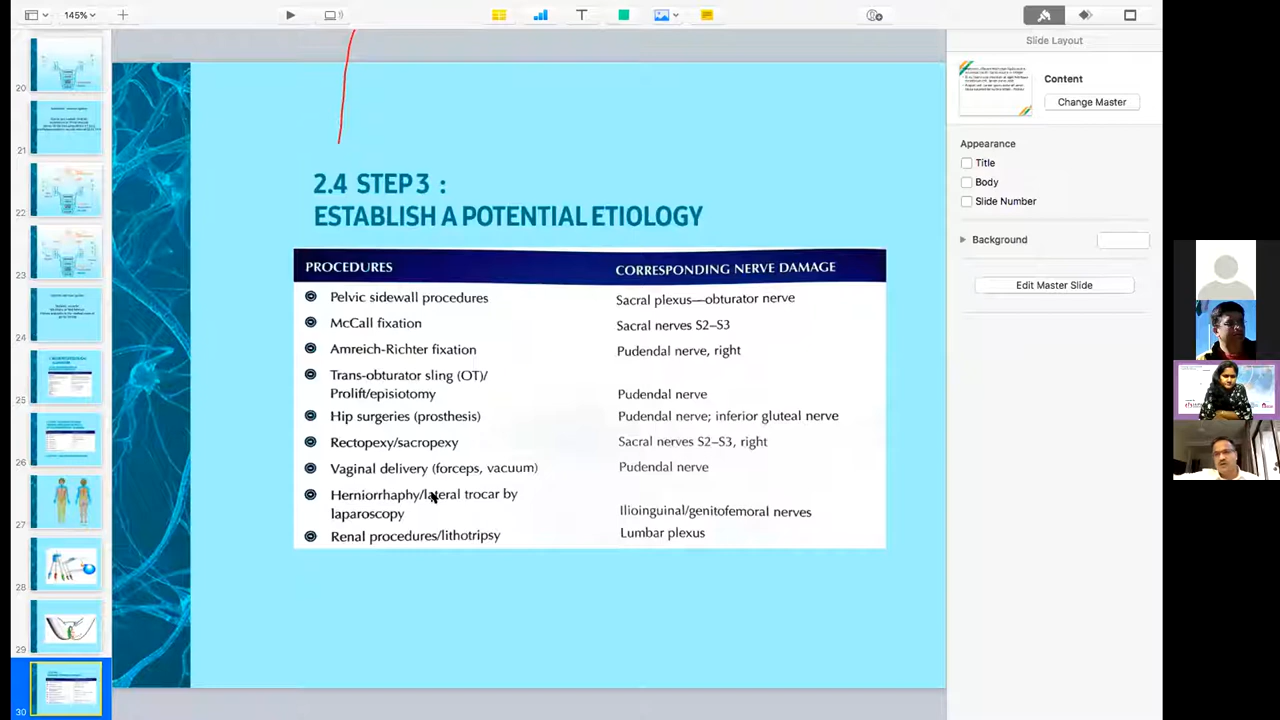 145%
Slide Layout
Content
Change Master
Appearance
Title
Body
Slide Number
Background
Edit Master Slide
20
21
22
23
24
25
26
27
28
29
30
2.4 STEP 3 :
ESTABLISH A POTENTIAL ETIOLOGY
PROCEDURES CORRESPONDING NERVE DAMAGE
Pelvic sidewall procedures Sacral plexus—obturator nerve
McCall fixation Sacral nerves S2–S3
Amreich-Richter fixation Pudendal nerve, right
Trans-obturator sling (OT)/
Prolift/episiotomy Pudendal nerve
Hip surgeries (prosthesis) Pudendal nerve; inferior gluteal nerve
Rectopexy/sacropexy Sacral nerves S2–S3, right
Vaginal delivery (forceps, vacuum) Pudendal nerve
Herniorrhaphy/lateral trocar by
laparoscopy Ilioinguinal/genitofemoral nerves
Renal procedures/lithotripsy Lumbar plexus